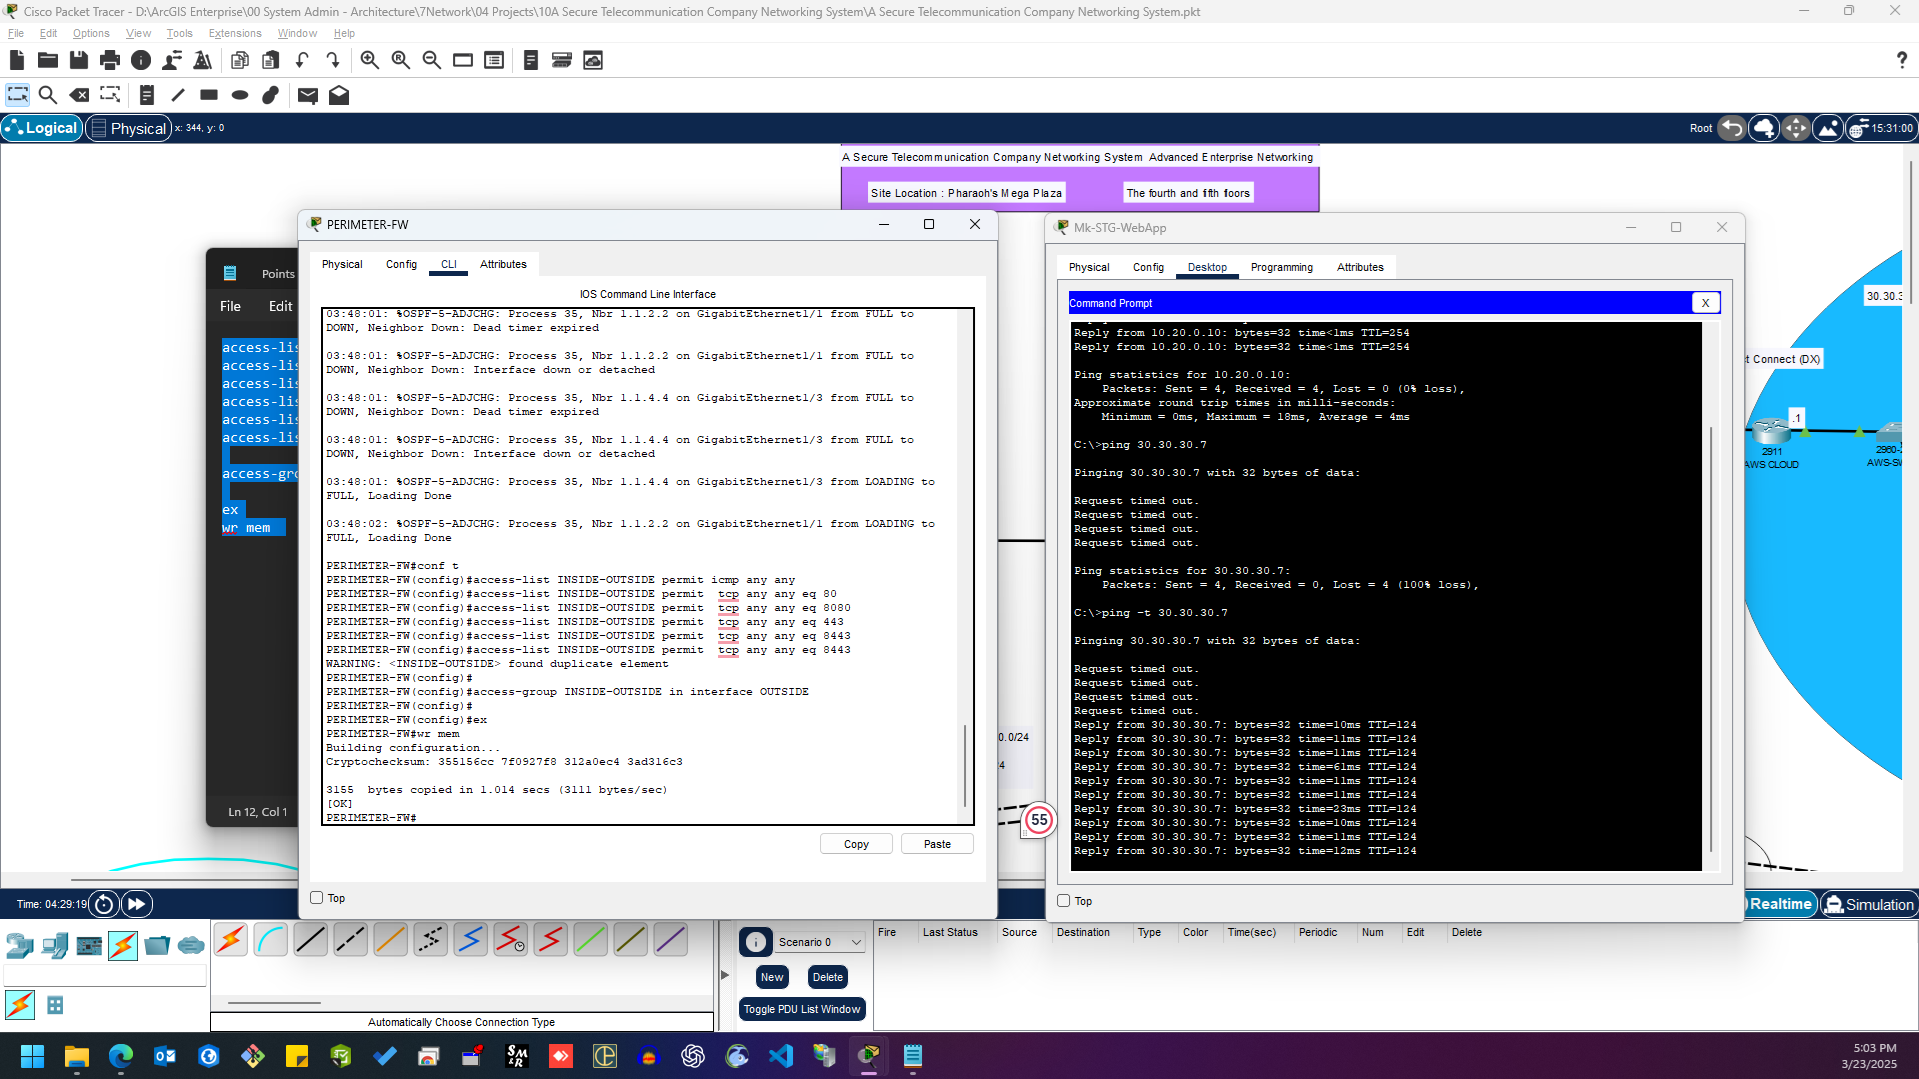 Cisco Packet Tracer - D:\ArcGIS Enterprise\00 System Admin - Architecture\7Network\04 Projects\10A Secure Telecommunication Company Networking System\A Secure Telecommunication Company Networking System.pkt
File Edit Options View Tools Extensions Window Help
Logical Physical x: 344, y: 0
Root 15:31:00
A Secure Telecommunication Company Networking System Advanced Enterprise Networking
Site Location : Pharaoh's Mega Plaza
The fourth and fifth floors
Points
File Edit
access-lis
access-lis
access-lis
access-lis
access-lis
access-lis
access-gro
ex
wr mem
Ln 12, Col 1
PERIMETER-FW
Physical Config CLI Attributes
IOS Command Line Interface
03:48:01: %OSPF-5-ADJCHG: Process 35, Nbr 1.1.2.2 on GigabitEthernet1/1 from FULL to
DOWN, Neighbor Down: Dead timer expired
03:48:01: %OSPF-5-ADJCHG: Process 35, Nbr 1.1.2.2 on GigabitEthernet1/1 from FULL to
DOWN, Neighbor Down: Interface down or detached
03:48:01: %OSPF-5-ADJCHG: Process 35, Nbr 1.1.4.4 on GigabitEthernet1/3 from FULL to
DOWN, Neighbor Down: Dead timer expired
03:48:01: %OSPF-5-ADJCHG: Process 35, Nbr 1.1.4.4 on GigabitEthernet1/3 from FULL to
DOWN, Neighbor Down: Interface down or detached
03:48:01: %OSPF-5-ADJCHG: Process 35, Nbr 1.1.4.4 on GigabitEthernet1/3 from LOADING to
FULL, Loading Done
03:48:02: %OSPF-5-ADJCHG: Process 35, Nbr 1.1.2.2 on GigabitEthernet1/1 from LOADING to
FULL, Loading Done
PERIMETER-FW#conf t
PERIMETER-FW(config)#access-list INSIDE-OUTSIDE permit icmp any any
PERIMETER-FW(config)#access-list INSIDE-OUTSIDE permit tcp any any eq 80
PERIMETER-FW(config)#access-list INSIDE-OUTSIDE permit tcp any any eq 8080
PERIMETER-FW(config)#access-list INSIDE-OUTSIDE permit tcp any any eq 443
PERIMETER-FW(config)#access-list INSIDE-OUTSIDE permit tcp any any eq 8443
PERIMETER-FW(config)#access-list INSIDE-OUTSIDE permit tcp any any eq 8443
WARNING: <INSIDE-OUTSIDE> found duplicate element
PERIMETER-FW(config)#
PERIMETER-FW(config)#access-group INSIDE-OUTSIDE in interface OUTSIDE
PERIMETER-FW(config)#
PERIMETER-FW(config)#ex
PERIMETER-FW#wr mem
Building configuration...
Cryptochecksum: 355156cc 7f0927f8 312a0ec4 3ad316c3
3155 bytes copied in 1.014 secs (3111 bytes/sec)
[OK]
PERIMETER-FW#
Copy Paste
Top
0.0/24
/4
55
Mk-STG-WebApp
Physical Config Desktop Programming Attributes
Command Prompt X
Reply from 10.20.0.10: bytes=32 time<1ms TTL=254
Reply from 10.20.0.10: bytes=32 time<1ms TTL=254
Ping statistics for 10.20.0.10:
Packets: Sent = 4, Received = 4, Lost = 0 (0% loss),
Approximate round trip times in milli-seconds:
Minimum = 0ms, Maximum = 18ms, Average = 4ms
C:\>ping 30.30.30.7
Pinging 30.30.30.7 with 32 bytes of data:
Request timed out.
Request timed out.
Request timed out.
Request timed out.
Ping statistics for 30.30.30.7:
Packets: Sent = 4, Received = 0, Lost = 4 (100% loss),
C:\>ping -t 30.30.30.7
Pinging 30.30.30.7 with 32 bytes of data:
Request timed out.
Request timed out.
Request timed out.
Request timed out.
Reply from 30.30.30.7: bytes=32 time=10ms TTL=124
Reply from 30.30.30.7: bytes=32 time=11ms TTL=124
Reply from 30.30.30.7: bytes=32 time=11ms TTL=124
Reply from 30.30.30.7: bytes=32 time=61ms TTL=124
Reply from 30.30.30.7: bytes=32 time=11ms TTL=124
Reply from 30.30.30.7: bytes=32 time=11ms TTL=124
Reply from 30.30.30.7: bytes=32 time=23ms TTL=124
Reply from 30.30.30.7: bytes=32 time=10ms TTL=124
Reply from 30.30.30.7: bytes=32 time=11ms TTL=124
Reply from 30.30.30.7: bytes=32 time=12ms TTL=124
Top
30.30.3
t Connect (DX)
.1
2911
AWS CLOUD
2960-2
AWS-SW
Time: 04:29:19
Realtime Simulation
Scenario 0
New Delete
Toggle PDU List Window
Fire Last Status Source Destination Type Color Time(sec) Periodic Num Edit Delete
Automatically Choose Connection Type
5:03 PM
3/23/2025